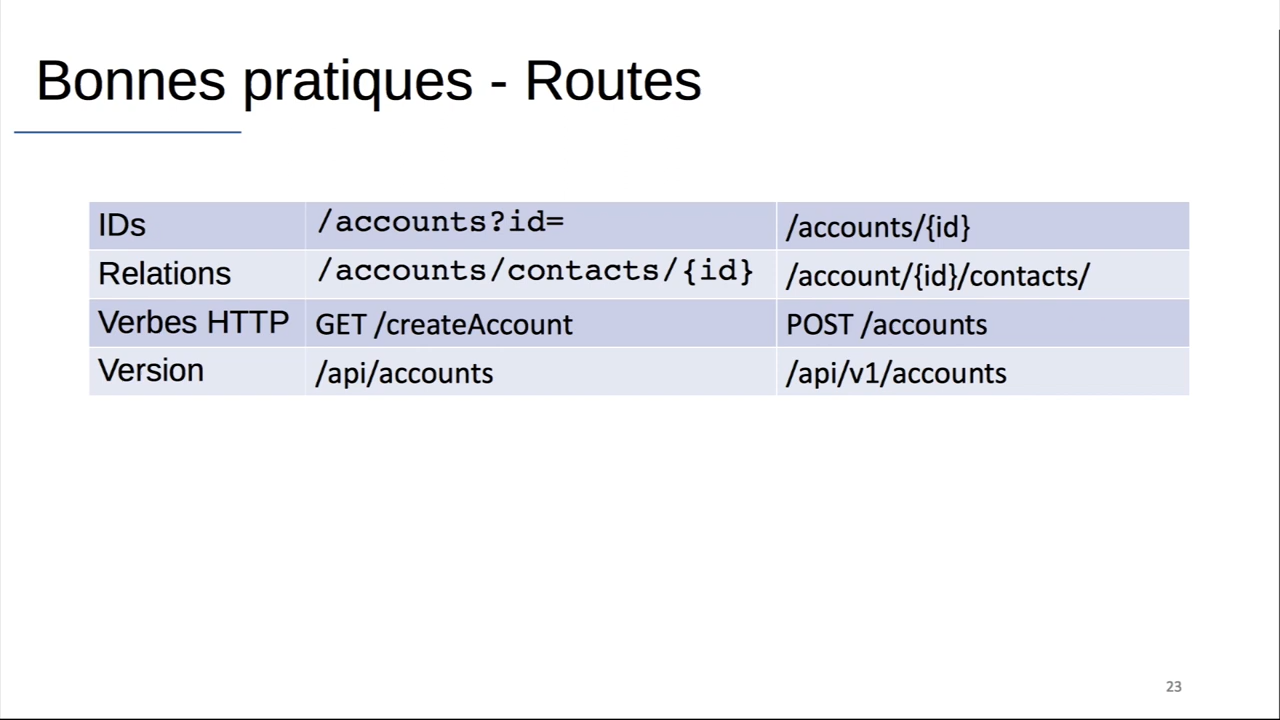 Bonnes pratiques - Routes
IDs /accounts?id= /accounts/{id}
Relations /accounts/contacts/{id} /account/{id}/contacts/
Verbes HTTP GET /createAccount POST /accounts
Version /api/accounts /api/v1/accounts
23